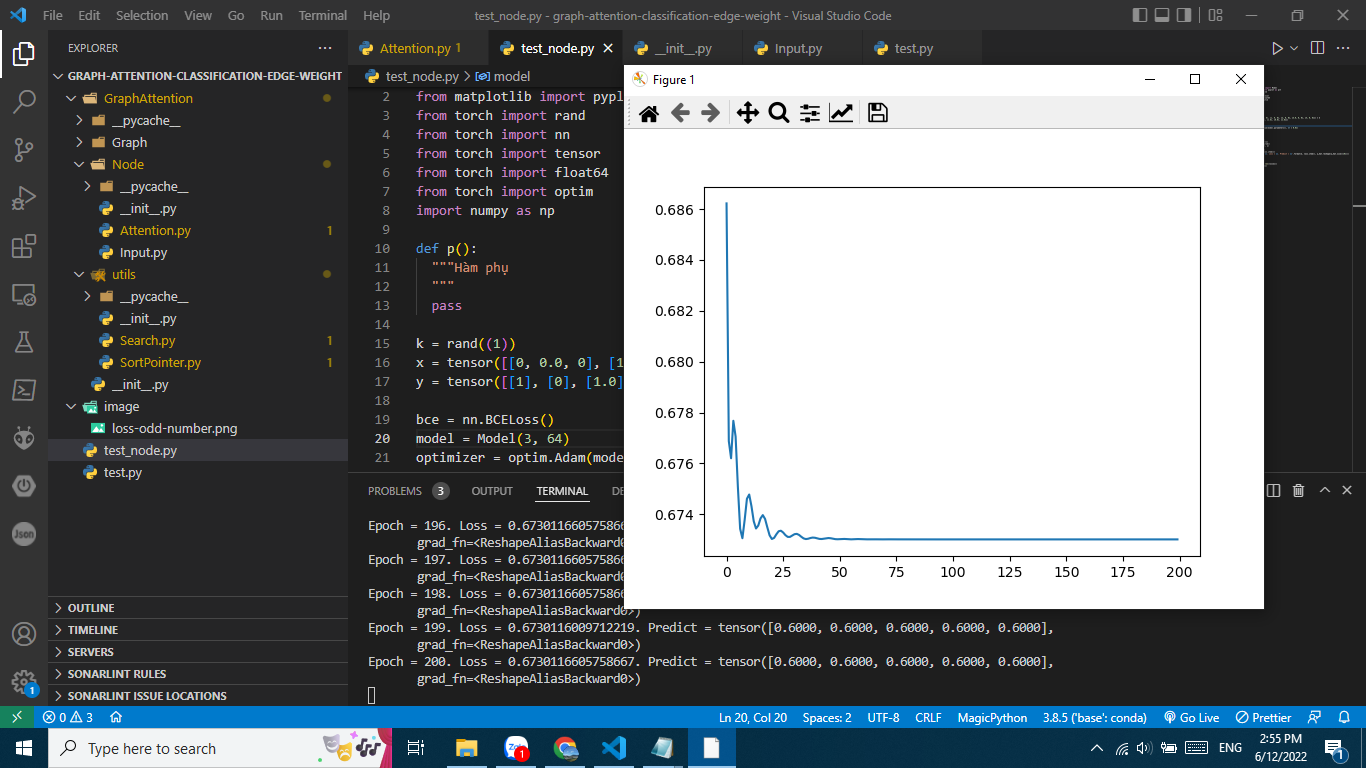 File Edit Selection View Go Run Terminal Help test_node.py - graph-attention-classification-edge-weight - Visual Studio Code
EXPLORER
GRAPH-ATTENTION-CLASSIFICATION-EDGE-WEIGHT
GraphAttention
__pycache__
Graph
Node
__pycache__
__init__.py
Attention.py 1
Input.py
utils
__pycache__
__init__.py
Search.py 1
SortPointer.py 1
__init__.py
image
loss-odd-number.png
test_node.py
test.py
OUTLINE
TIMELINE
SERVERS
SONARLINT RULES
SONARLINT ISSUE LOCATIONS
Attention.py 1 test_node.py __init__.py Input.py test.py
test_node.py > model
2 from matplotlib import pypl
3 from torch import rand
4 from torch import nn
5 from torch import tensor
6 from torch import float64
7 from torch import optim
8 import numpy as np
9
10 def p():
11 """Hàm phụ
12 """
13 pass
14
15 k = rand((1))
16 x = tensor([[0, 0.0, 0], [1
17 y = tensor([[1], [0], [1.0]
18
19 bce = nn.BCELoss()
20 model = Model(3, 64)
21 optimizer = optim.Adam(mode
Figure 1
0.686
0.684
0.682
0.680
0.678
0.676
0.674
0 25 50 75 100 125 150 175 200
PROBLEMS 3 OUTPUT TERMINAL DE
Epoch = 196. Loss = 0.673011660575866
grad_fn=<ReshapeAliasBackward0
Epoch = 197. Loss = 0.673011660575866
grad_fn=<ReshapeAliasBackward0
Epoch = 198. Loss = 0.673011660575866
grad_fn=<ReshapeAliasBackward0>)
Epoch = 199. Loss = 0.6730116009712219. Predict = tensor([0.6000, 0.6000, 0.6000, 0.6000, 0.6000],
grad_fn=<ReshapeAliasBackward0>)
Epoch = 200. Loss = 0.6730116605758667. Predict = tensor([0.6000, 0.6000, 0.6000, 0.6000, 0.6000],
grad_fn=<ReshapeAliasBackward0>)
Json
1
0 3 Ln 20, Col 20 Spaces: 2 UTF-8 CRLF MagicPython 3.8.5 ('base': conda) Go Live Prettier
Type here to search Zalo 1 ENG 2:55 PM
6/12/2022 1